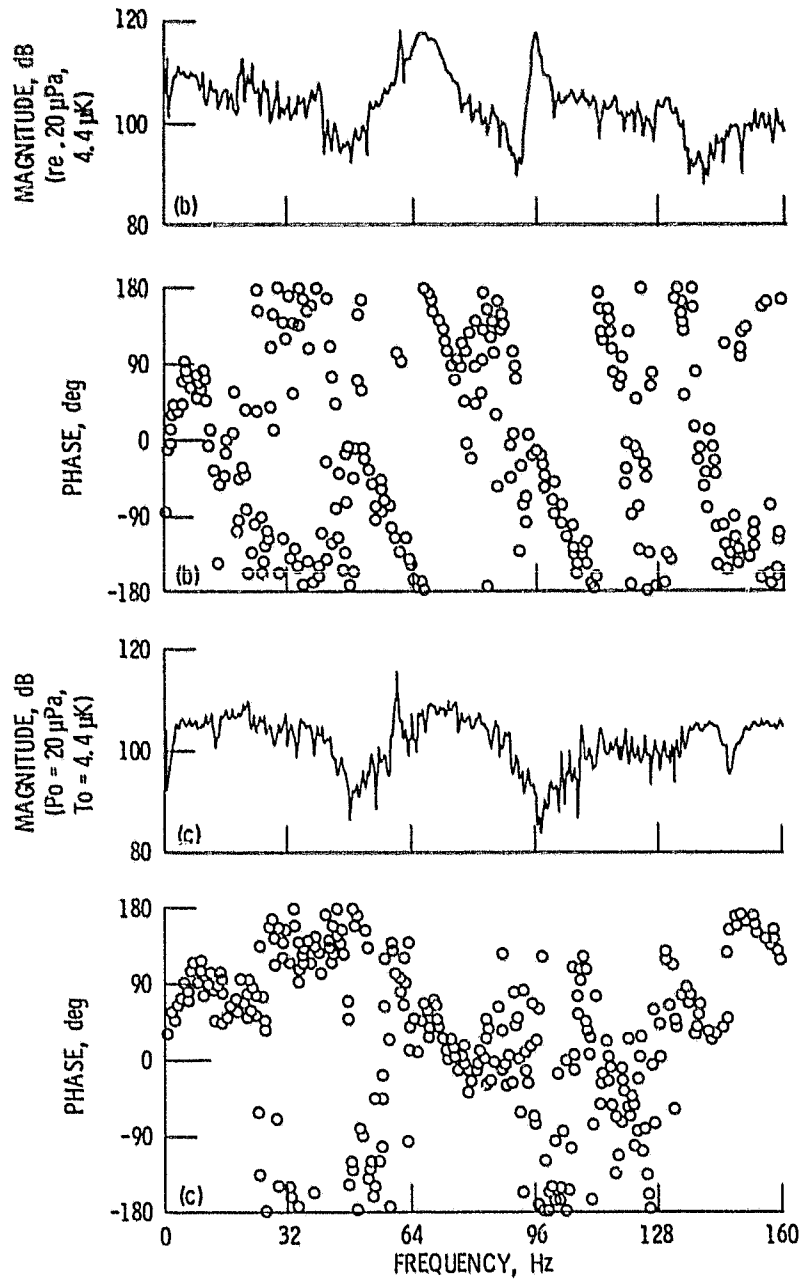 120
100
80
MAGNITUDE, dB
(re . 20 µPa,
4.4 µK)
(b)
180
90
0
-90
-180
PHASE, deg
(b)
120
100
80
MAGNITUDE, dB
(Po = 20 µPa,
To = 4.4 µK)
(c)
180
90
0
-90
-180
PHASE, deg
(c)
0 32 64 96 128 160
FREQUENCY, Hz